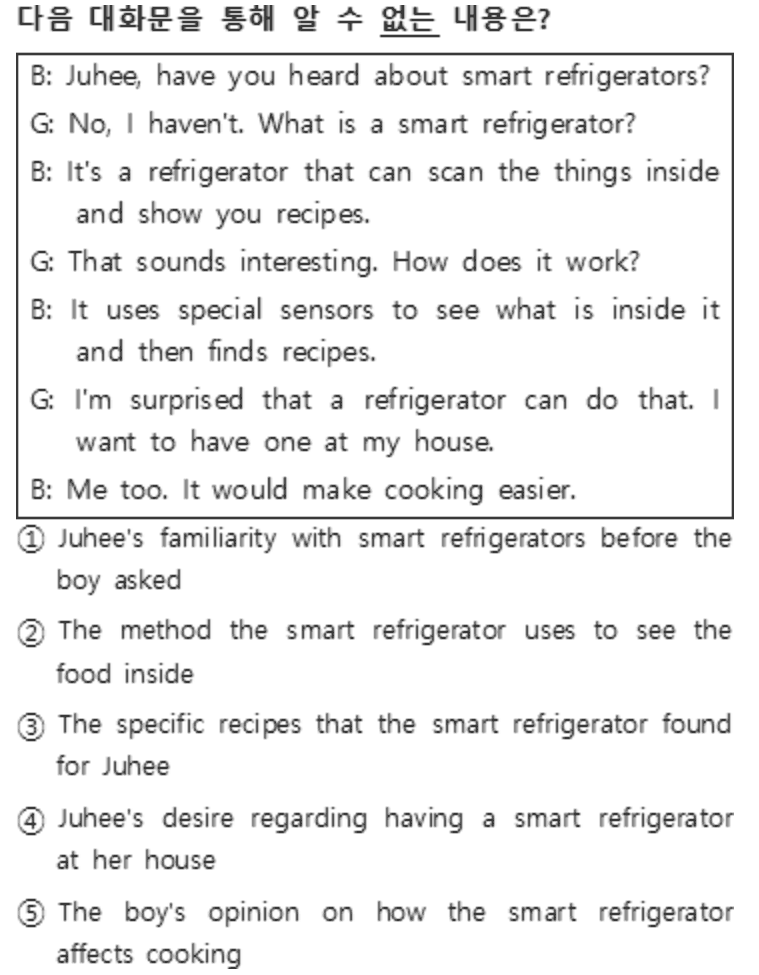 다음 대화문을 통해 알 수 없는 내용은?
B: Juhee, have you heard about smart refrigerators?
G: No, I haven't. What is a smart refrigerator?
B: It's a refrigerator that can scan the things inside
and show you recipes.
G: That sounds interesting. How does it work?
B: It uses special sensors to see what is inside it
and then finds recipes.
G: I'm surprised that a refrigerator can do that. I
want to have one at my house.
B: Me too. It would make cooking easier.
① Juhee's familiarity with smart refrigerators before the
boy asked
② The method the smart refrigerator uses to see the
food inside
③ The specific recipes that the smart refrigerator found
for Juhee
④ Juhee's desire regarding having a smart refrigerator
at her house
⑤ The boy's opinion on how the smart refrigerator
affects cooking